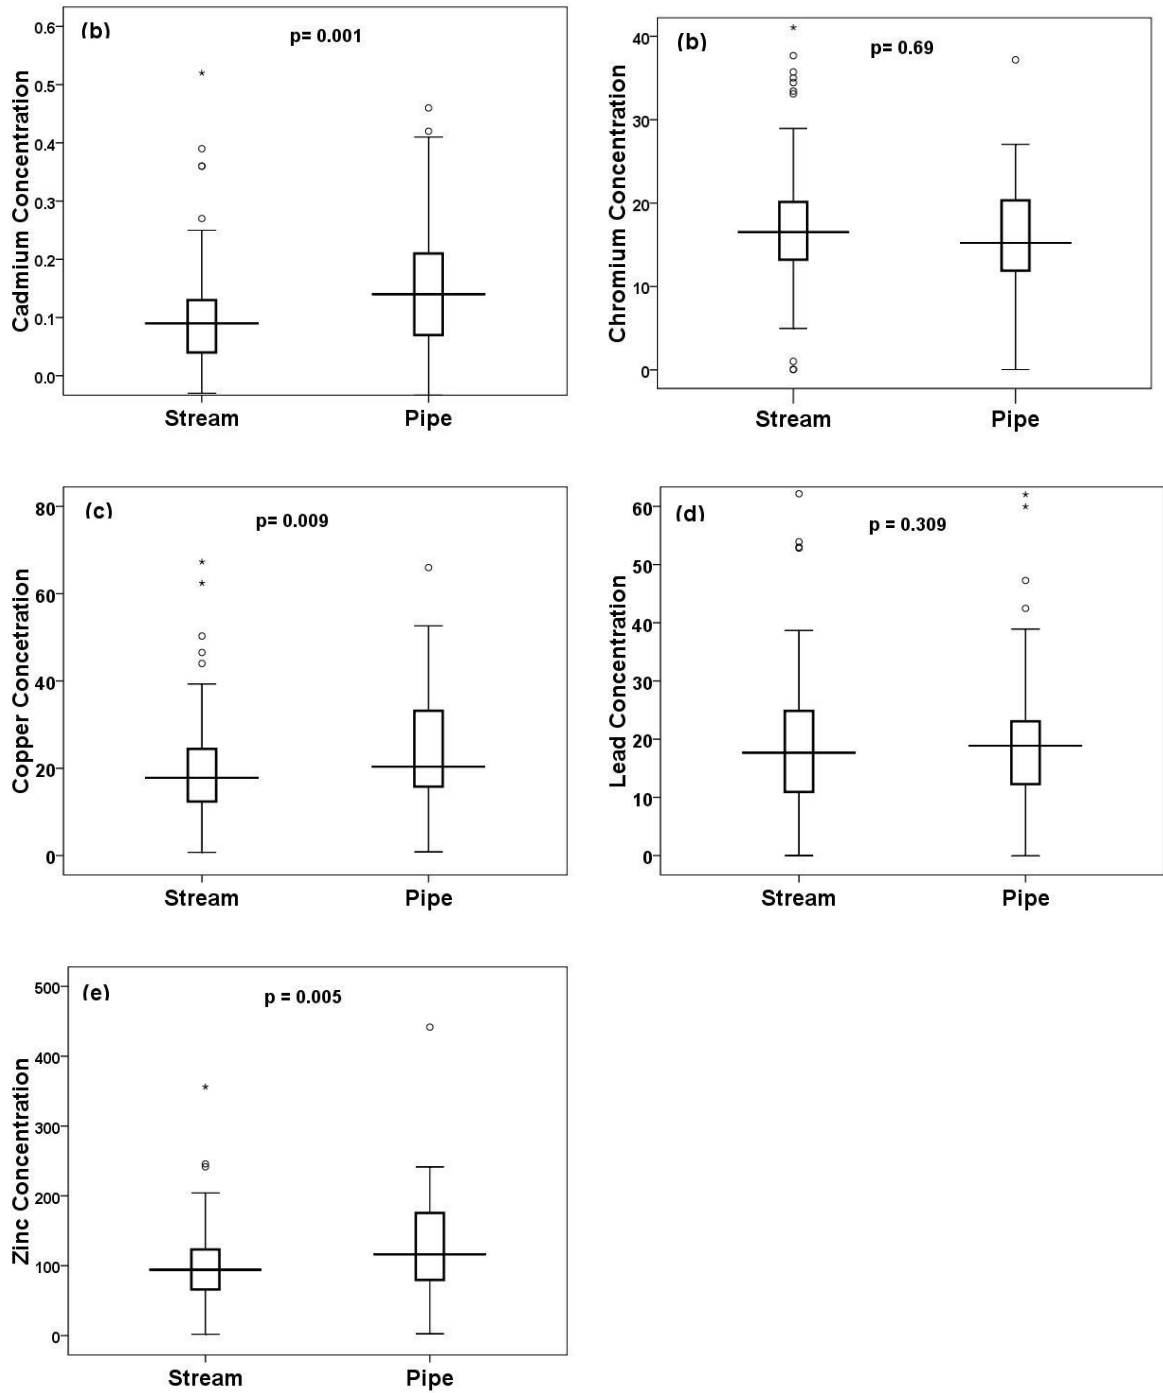 (b)
p= 0.001
Cadmium Concentration
0.6
0.5
0.4
0.3
0.2
0.1
0.0
Stream Pipe
(b)
p= 0.69
Chromium Concentration
40
30
20
10
0
Stream Pipe
(c)
p= 0.009
Copper Concetration
80
60
40
20
0
Stream Pipe
(d)
p = 0.309
Lead Concentration
60
50
40
30
20
10
0
Stream Pipe
(e)
p = 0.005
Zinc Concentration
500
400
300
200
100
0
Stream Pipe